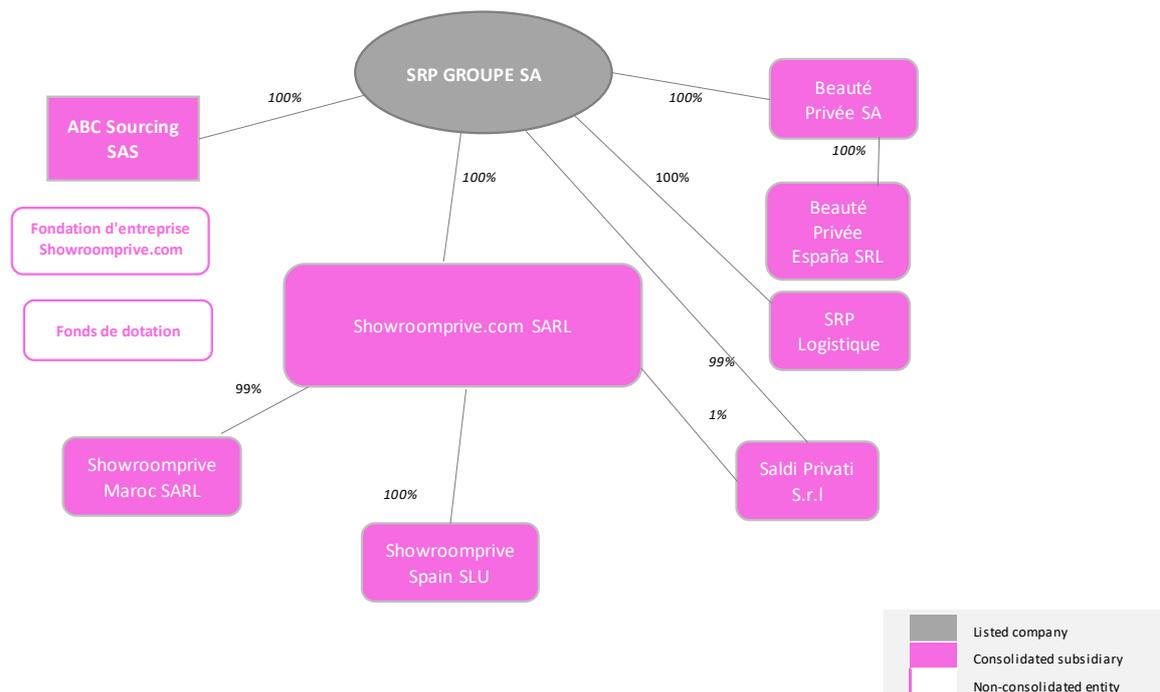 SRP GROUPE SA
100%
100%
Beauté
Privée SA
ABC Sourcing
SAS
100%
100%
100%
Beauté
Privée
España SRL
Fondation d'entreprise
Showroomprive.com
Fonds de dotation
Showroomprive.com SARL
SRP
Logistique
99%
99%
1%
Showroomprive
Maroc SARL
Saldi Privati
S.r.l
100%
Showroomprive
Spain SLU
Listed company
Consolidated subsidiary
Non-consolidated entity